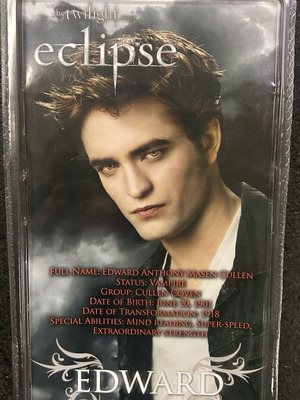 the twilight saga
eclipse
Full Name: Edward Anthony Masen Cullen
Status: Vampire
Group: Cullen Coven
Date of Birth: June 20, 1901
Date of Transformation: 1918
Special Abilities: Mind Reading, Super-Speed,
Extraordinary Strength
EDWARD